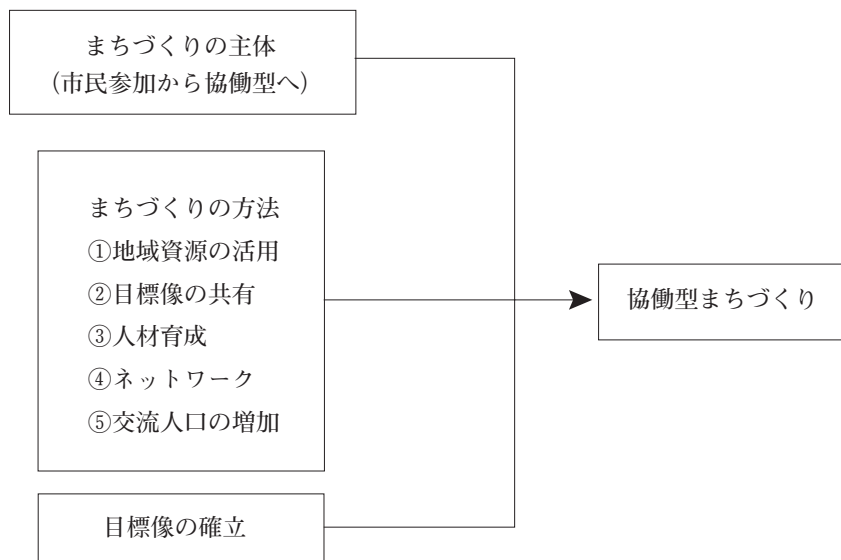 まちづくりの主体
（市民参加から協働型へ）
まちづくりの方法
①地域資源の活用
②目標像の共有
③人材育成
④ネットワーク
⑤交流人口の増加
協働型まちづくり
目標像の確立